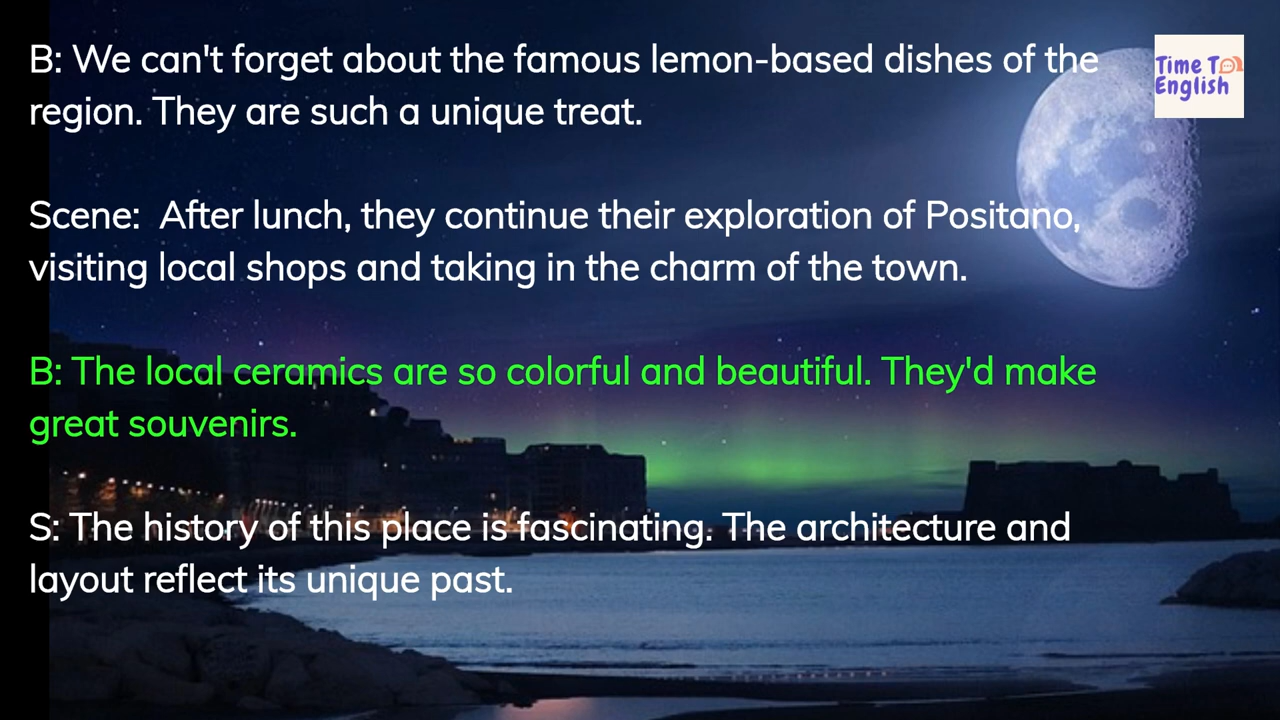 B: We can't forget about the famous lemon-based dishes of the
region. They are such a unique treat.
Time To
English
Scene:  After lunch, they continue their exploration of Positano,
visiting local shops and taking in the charm of the town.
B: The local ceramics are so colorful and beautiful. They'd make
great souvenirs.
S: The history of this place is fascinating. The architecture and
layout reflect its unique past.